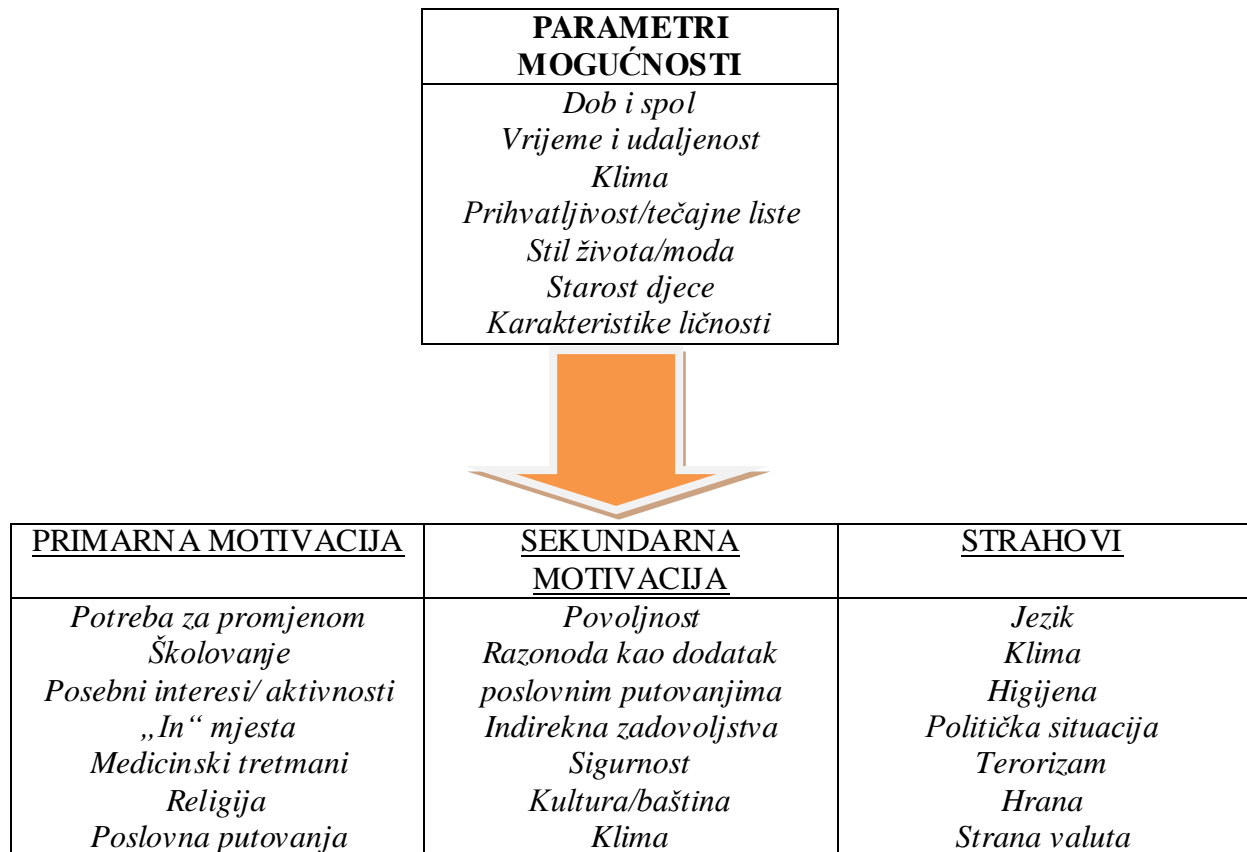 PARAMETRI
MOGUĆNOSTI
Dob i spol
Vrijeme i udaljenost
Klima
Prihvatljivost/tečajne liste
Stil života/moda
Starost djece
Karakteristike ličnosti
PRIMARNA MOTIVACIJA
Potreba za promjenom
Školovanje
Posebni interesi/ aktivnosti
„In“ mjesta
Medicinski tretmani
Religija
Poslovna putovanja
SEKUNDARNA
MOTIVACIJA
Povoljnost
Razonoda kao dodatak
poslovnim putovanjima
Indirekna zadovoljstva
Sigurnost
Kultura/baština
Klima
STRAHOVI
Jezik
Klima
Higijena
Politička situacija
Terorizam
Hrana
Strana valuta